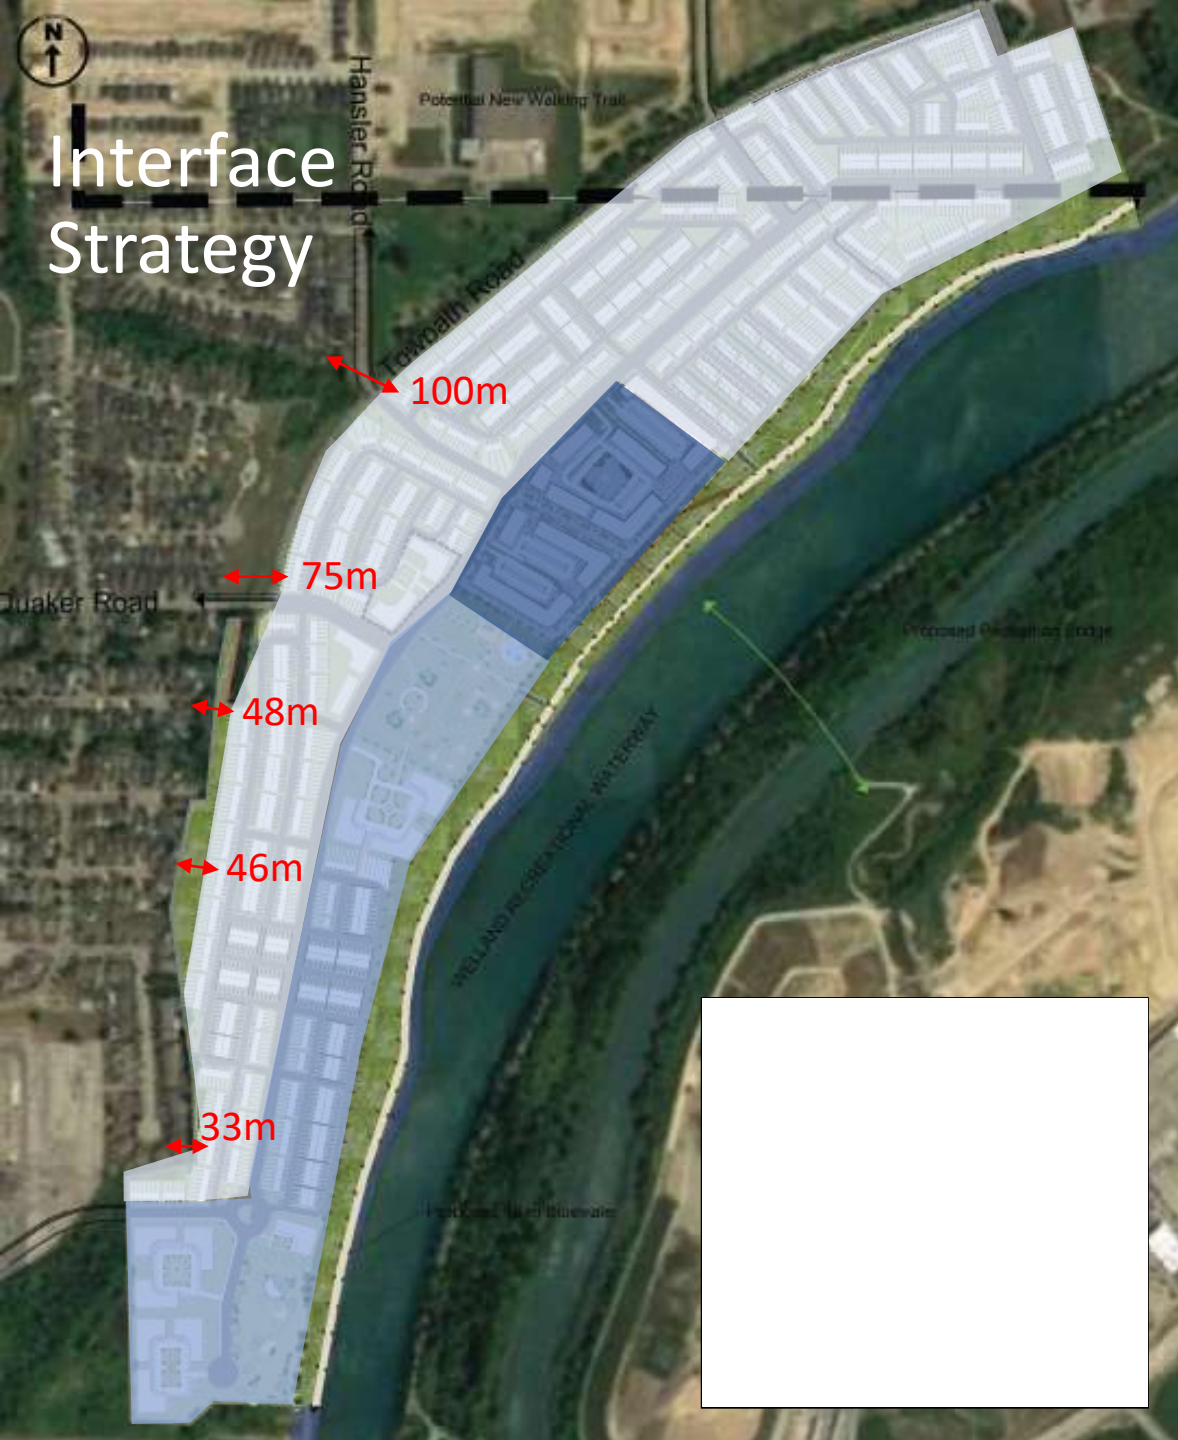 N
Hansler Road
Potential New Walking Trail
Interface
Strategy
Towpath Road
100m
75m
Quaker Road
Proposed Pedestrian Bridge
48m
WELLAND RECREATIONAL WATERWAY
46m
33m